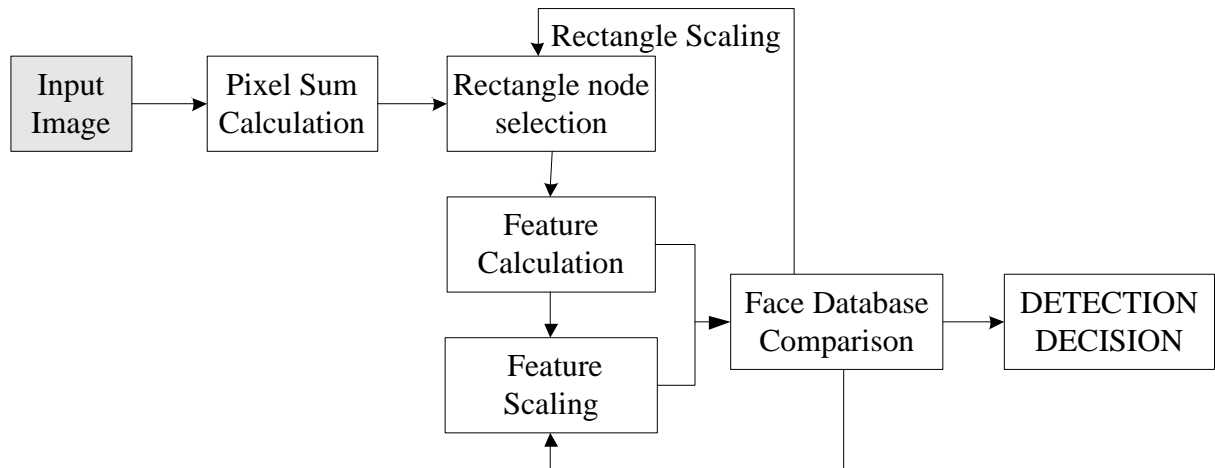 Rectangle Scaling
Input
Image
Pixel Sum
Calculation
Rectangle node
selection
Feature
Calculation
Face Database
Comparison
DETECTION
DECISION
Feature
Scaling